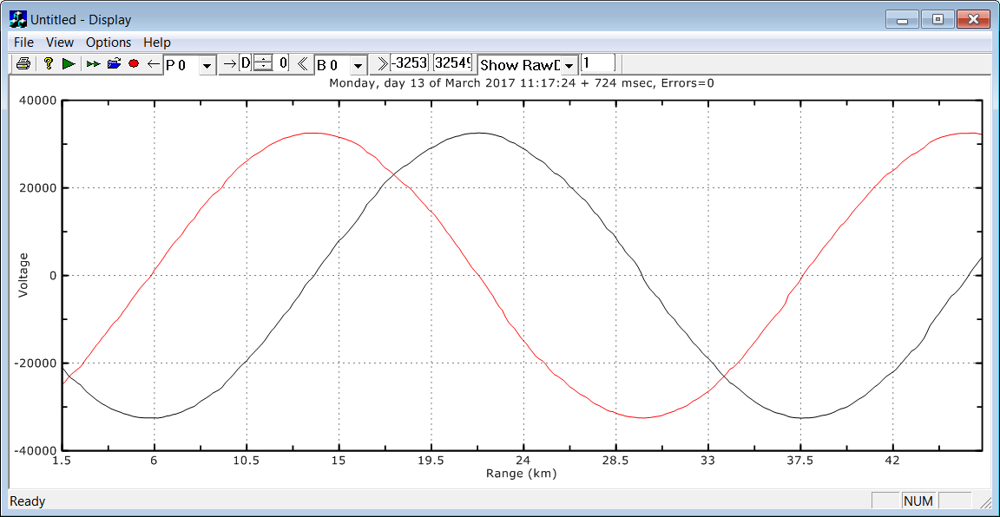 Untitled - Display
File View Options Help
P 0 D 0 B 0 -3253 32549 Show RawD 1
Monday, day 13 of March 2017 11:17:24 + 724 msec, Errors=0
40000
20000
0
-20000
-40000
Voltage
1.5 6 10.5 15 19.5 24 28.5 33 37.5 42
Range (km)
Ready NUM